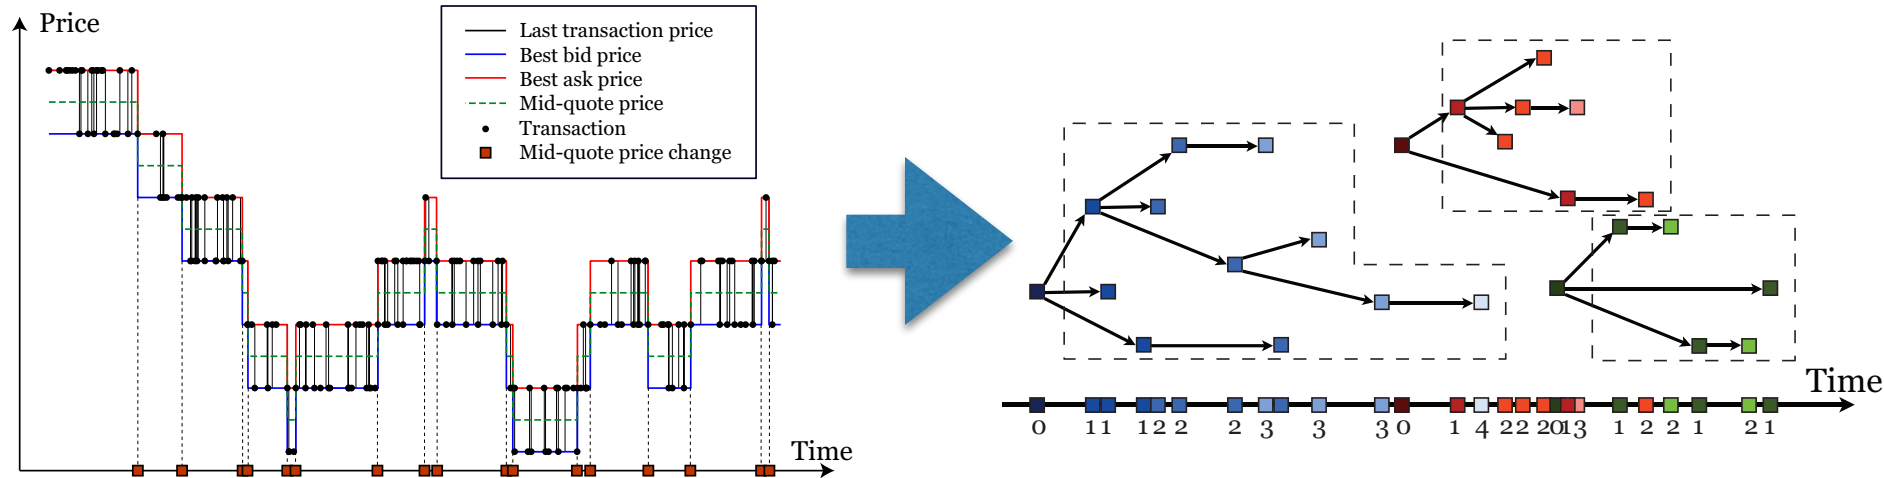 Price
Last transaction price
Best bid price
Best ask price
Mid-quote price
Transaction
Mid-quote price change
Time
Time
0 1 1 1 2 2 2 3 3 3 0 1 4 2 2 2 0 1 3 1 2 2 1 2 1